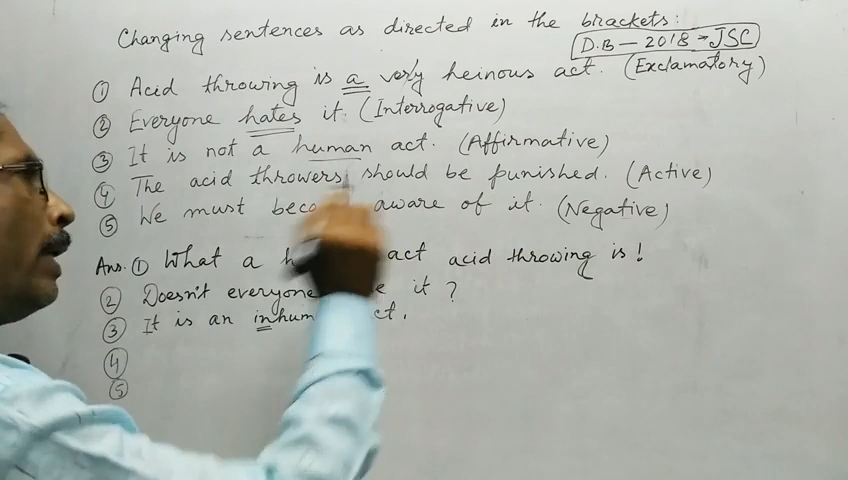 Changing sentences as directed in the brackets:
D.B - 2018 - JSC
① Acid throwing is a very heinous act. (Exclamatory)
② Everyone hates it. (Interrogative)
③ It is not a human act. (Affirmative)
④ The acid throwers should be punished. (Active)
⑤ We must beco aware of it. (Negative)
Ans. ① What a h act acid throwing is!
② Doesn't everyone e it ?
③ It is an inhum ct.
④
⑤